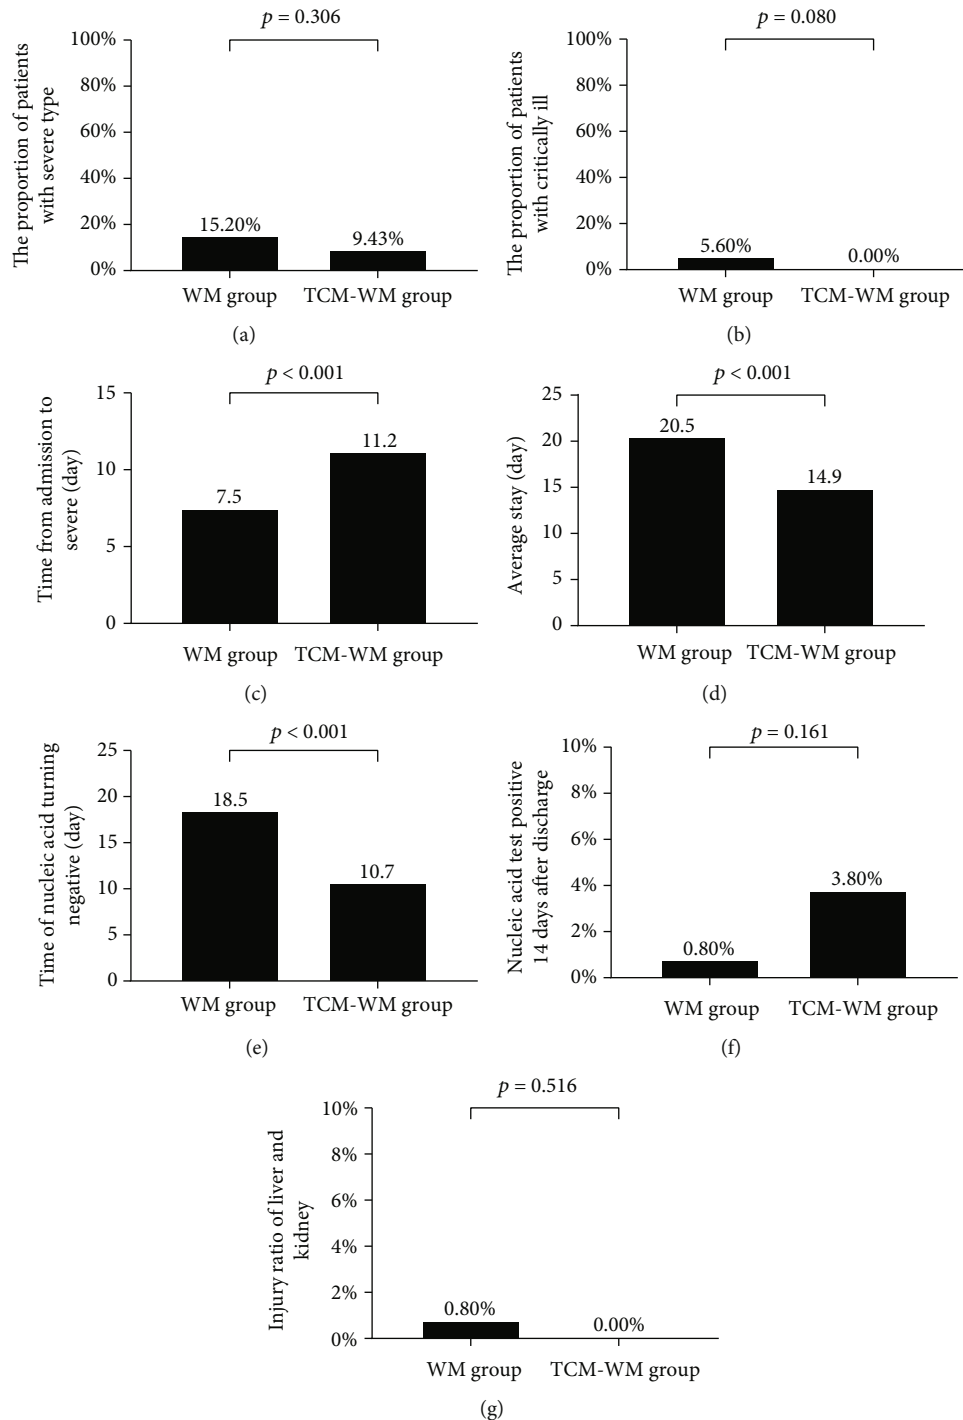 p = 0.306
100%
80%
60%
40%
20%
0%
The proportion of patients
with severe type
15.20%
9.43%
WM group
TCM-WM group
(a)
p = 0.080
100%
80%
60%
40%
20%
0%
The proportion of patients
with critically ill
5.60%
0.00%
WM group
TCM-WM group
(b)
p < 0.001
15
10
5
0
Time from admission to
severe (day)
7.5
11.2
WM group
TCM-WM group
(c)
p < 0.001
25
20
15
10
5
0
Average stay (day)
20.5
14.9
WM group
TCM-WM group
(d)
p < 0.001
25
20
15
10
5
0
Time of nucleic acid turning
negative (day)
18.5
10.7
WM group
TCM-WM group
(e)
p = 0.161
10%
8%
6%
4%
2%
0%
Nucleic acid test positive
14 days after discharge
0.80%
3.80%
WM group
TCM-WM group
(f)
p = 0.516
10%
8%
6%
4%
2%
0%
Injury ratio of liver and
kidney
0.80%
0.00%
WM group
TCM-WM group
(g)